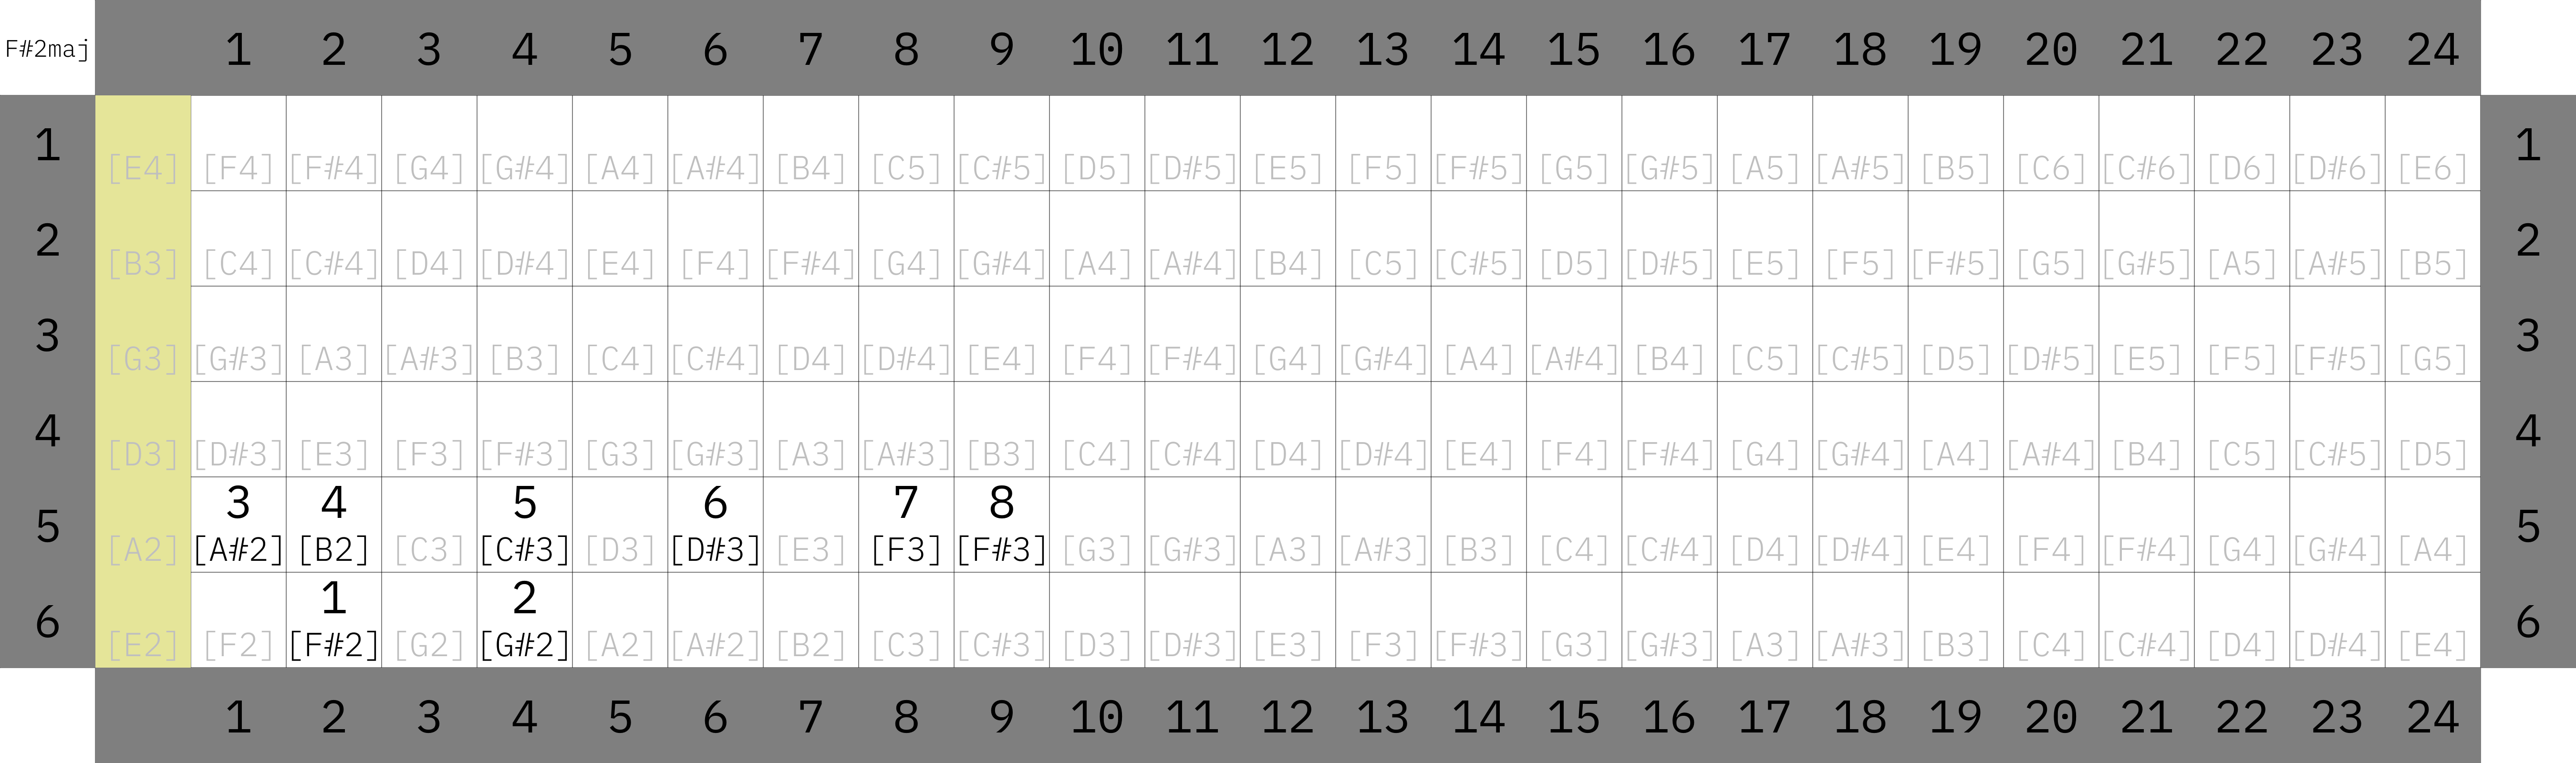 F#2maj 1 2 3 4 5 6 7 8 9 10 11 12 13 14 15 16 17 18 19 20 21 22 23 24
1 [E4] [F4] [F#4] [G4] [G#4] [A4] [A#4] [B4] [C5] [C#5] [D5] [D#5] [E5] [F5] [F#5] [G5] [G#5] [A5] [A#5] [B5] [C6] [C#6] [D6] [D#6] [E6] 1
2 [B3] [C4] [C#4] [D4] [D#4] [E4] [F4] [F#4] [G4] [G#4] [A4] [A#4] [B4] [C5] [C#5] [D5] [D#5] [E5] [F5] [F#5] [G5] [G#5] [A5] [A#5] [B5] 2
3 [G3] [G#3] [A3] [A#3] [B3] [C4] [C#4] [D4] [D#4] [E4] [F4] [F#4] [G4] [G#4] [A4] [A#4] [B4] [C5] [C#5] [D5] [D#5] [E5] [F5] [F#5] [G5] 3
4 [D3] [D#3] [E3] [F3] [F#3] [G3] [G#3] [A3] [A#3] [B3] [C4] [C#4] [D4] [D#4] [E4] [F4] [F#4] [G4] [G#4] [A4] [A#4] [B4] [C5] [C#5] [D5] 4
3 4 5 6 7 8
5 [A2] [A#2] [B2] [C3] [C#3] [D3] [D#3] [E3] [F3] [F#3] [G3] [G#3] [A3] [A#3] [B3] [C4] [C#4] [D4] [D#4] [E4] [F4] [F#4] [G4] [G#4] [A4] 5
1 2
6 [E2] [F2] [F#2] [G2] [G#2] [A2] [A#2] [B2] [C3] [C#3] [D3] [D#3] [E3] [F3] [F#3] [G3] [G#3] [A3] [A#3] [B3] [C4] [C#4] [D4] [D#4] [E4] 6
1 2 3 4 5 6 7 8 9 10 11 12 13 14 15 16 17 18 19 20 21 22 23 24